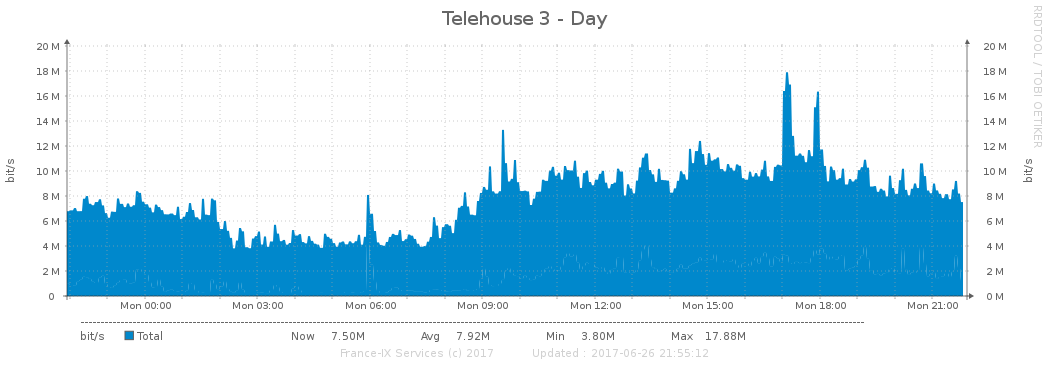 Telehouse 3 - Day
RRDTOOL / TOBI OETIKER
20 M 20 M
18 M 18 M
16 M 16 M
14 M 14 M
12 M 12 M
10 M 10 M
8 M 8 M
6 M 6 M
4 M 4 M
2 M 2 M
0 0 M
bit/s bit/s
Mon 00:00 Mon 03:00 Mon 06:00 Mon 09:00 Mon 12:00 Mon 15:00 Mon 18:00 Mon 21:00
bit/s Total Now 7.50M Avg 7.92M Min 3.80M Max 17.88M
France-IX Services (c) 2017 Updated : 2017-06-26 21:55:12